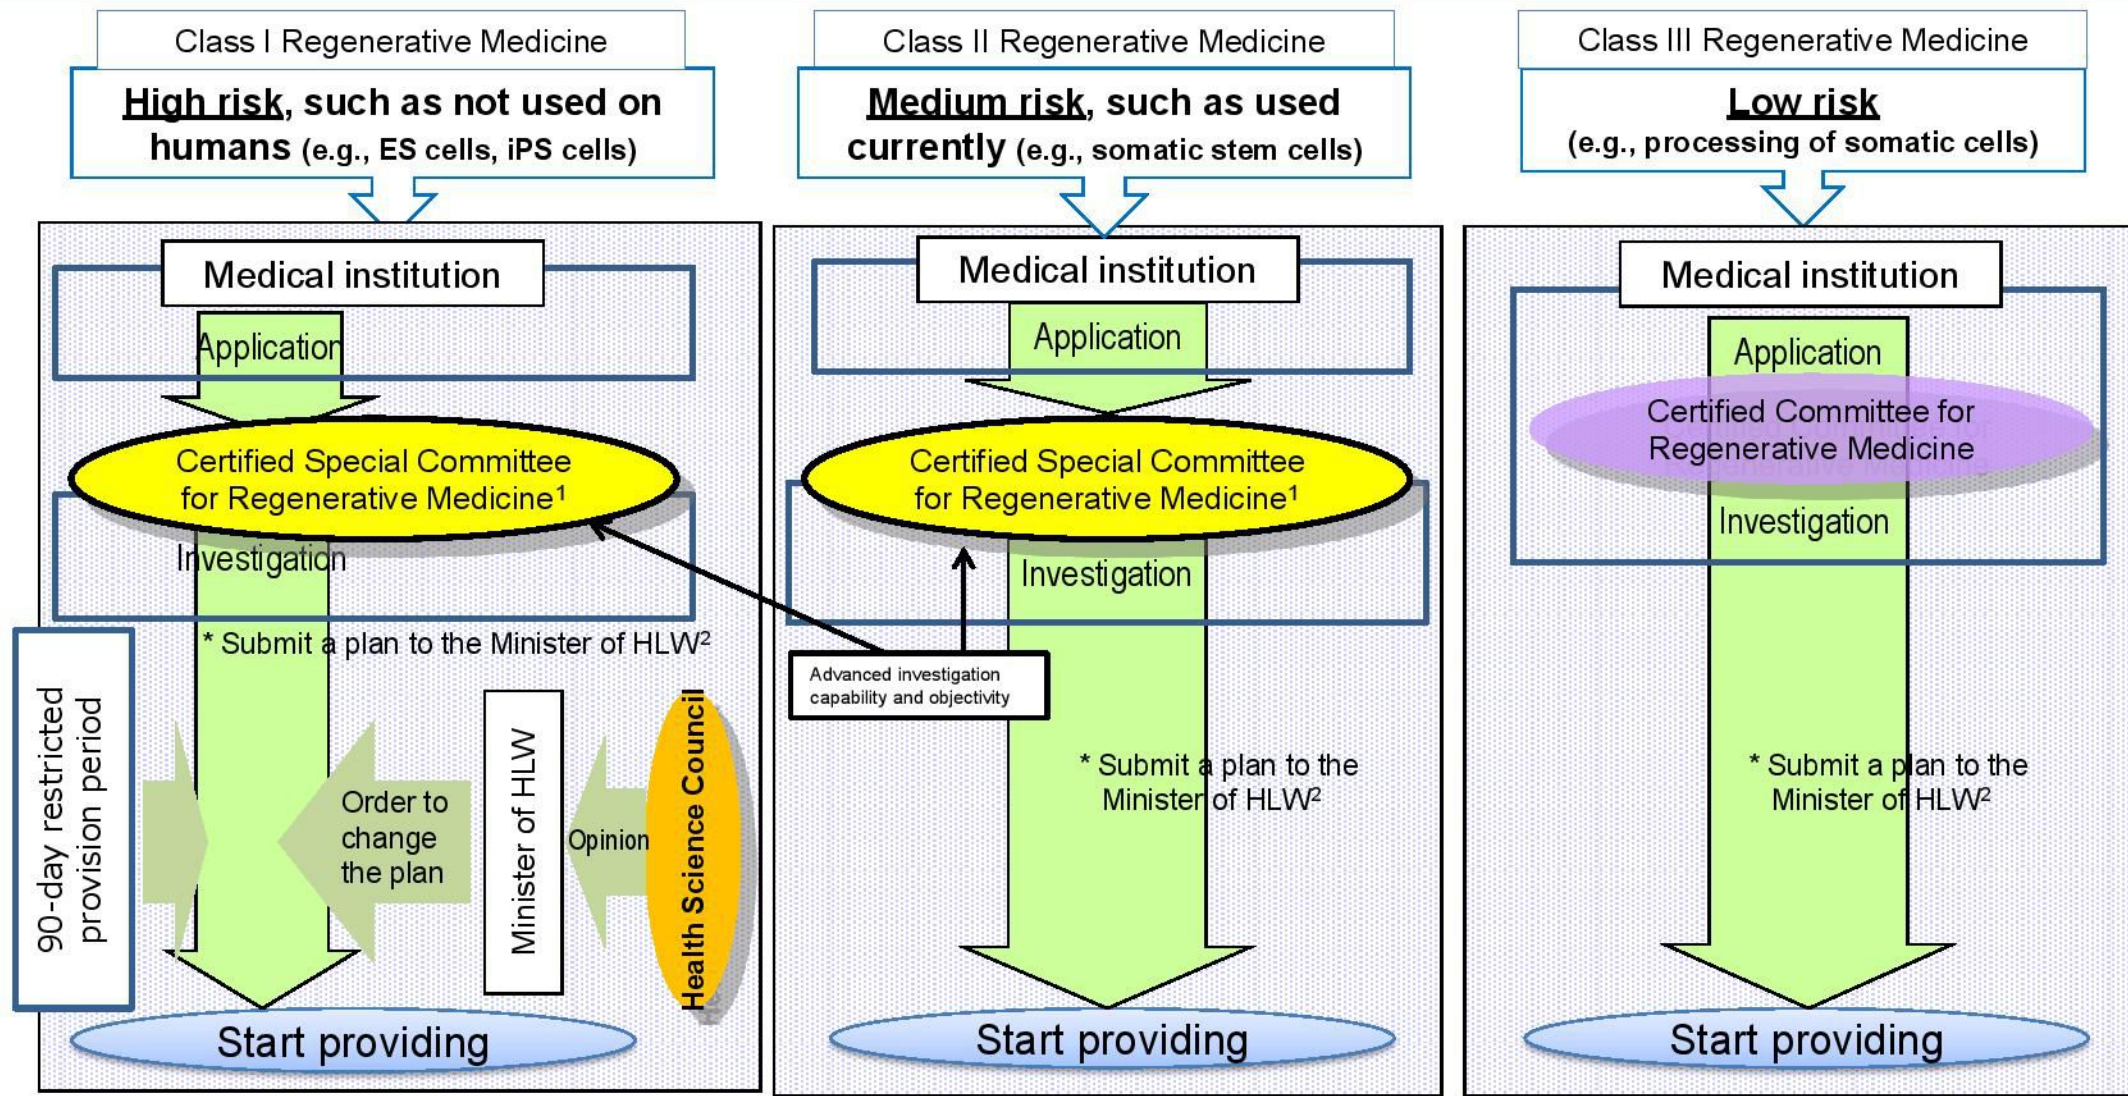 Class I Regenerative Medicine
High risk, such as not used on
humans (e.g., ES cells, iPS cells)
Medical institution
Application
Certified Special Committee
for Regenerative Medicine¹
Investigation
* Submit a plan to the Minister of HLW²
90-day restricted
provision period
Order to
change
the plan
Minister of HLW
Opinion
Health Science Council
Start providing
Class II Regenerative Medicine
Medium risk, such as used
currently (e.g., somatic stem cells)
Medical institution
Application
Certified Special Committee
for Regenerative Medicine¹
Investigation
Advanced investigation
capability and objectivity
* Submit a plan to the
Minister of HLW²
Start providing
Class III Regenerative Medicine
Low risk
(e.g., processing of somatic cells)
Medical institution
Application
Certified Committee for
Regenerative Medicine
Investigation
* Submit a plan to the
Minister of HLW²
Start providing